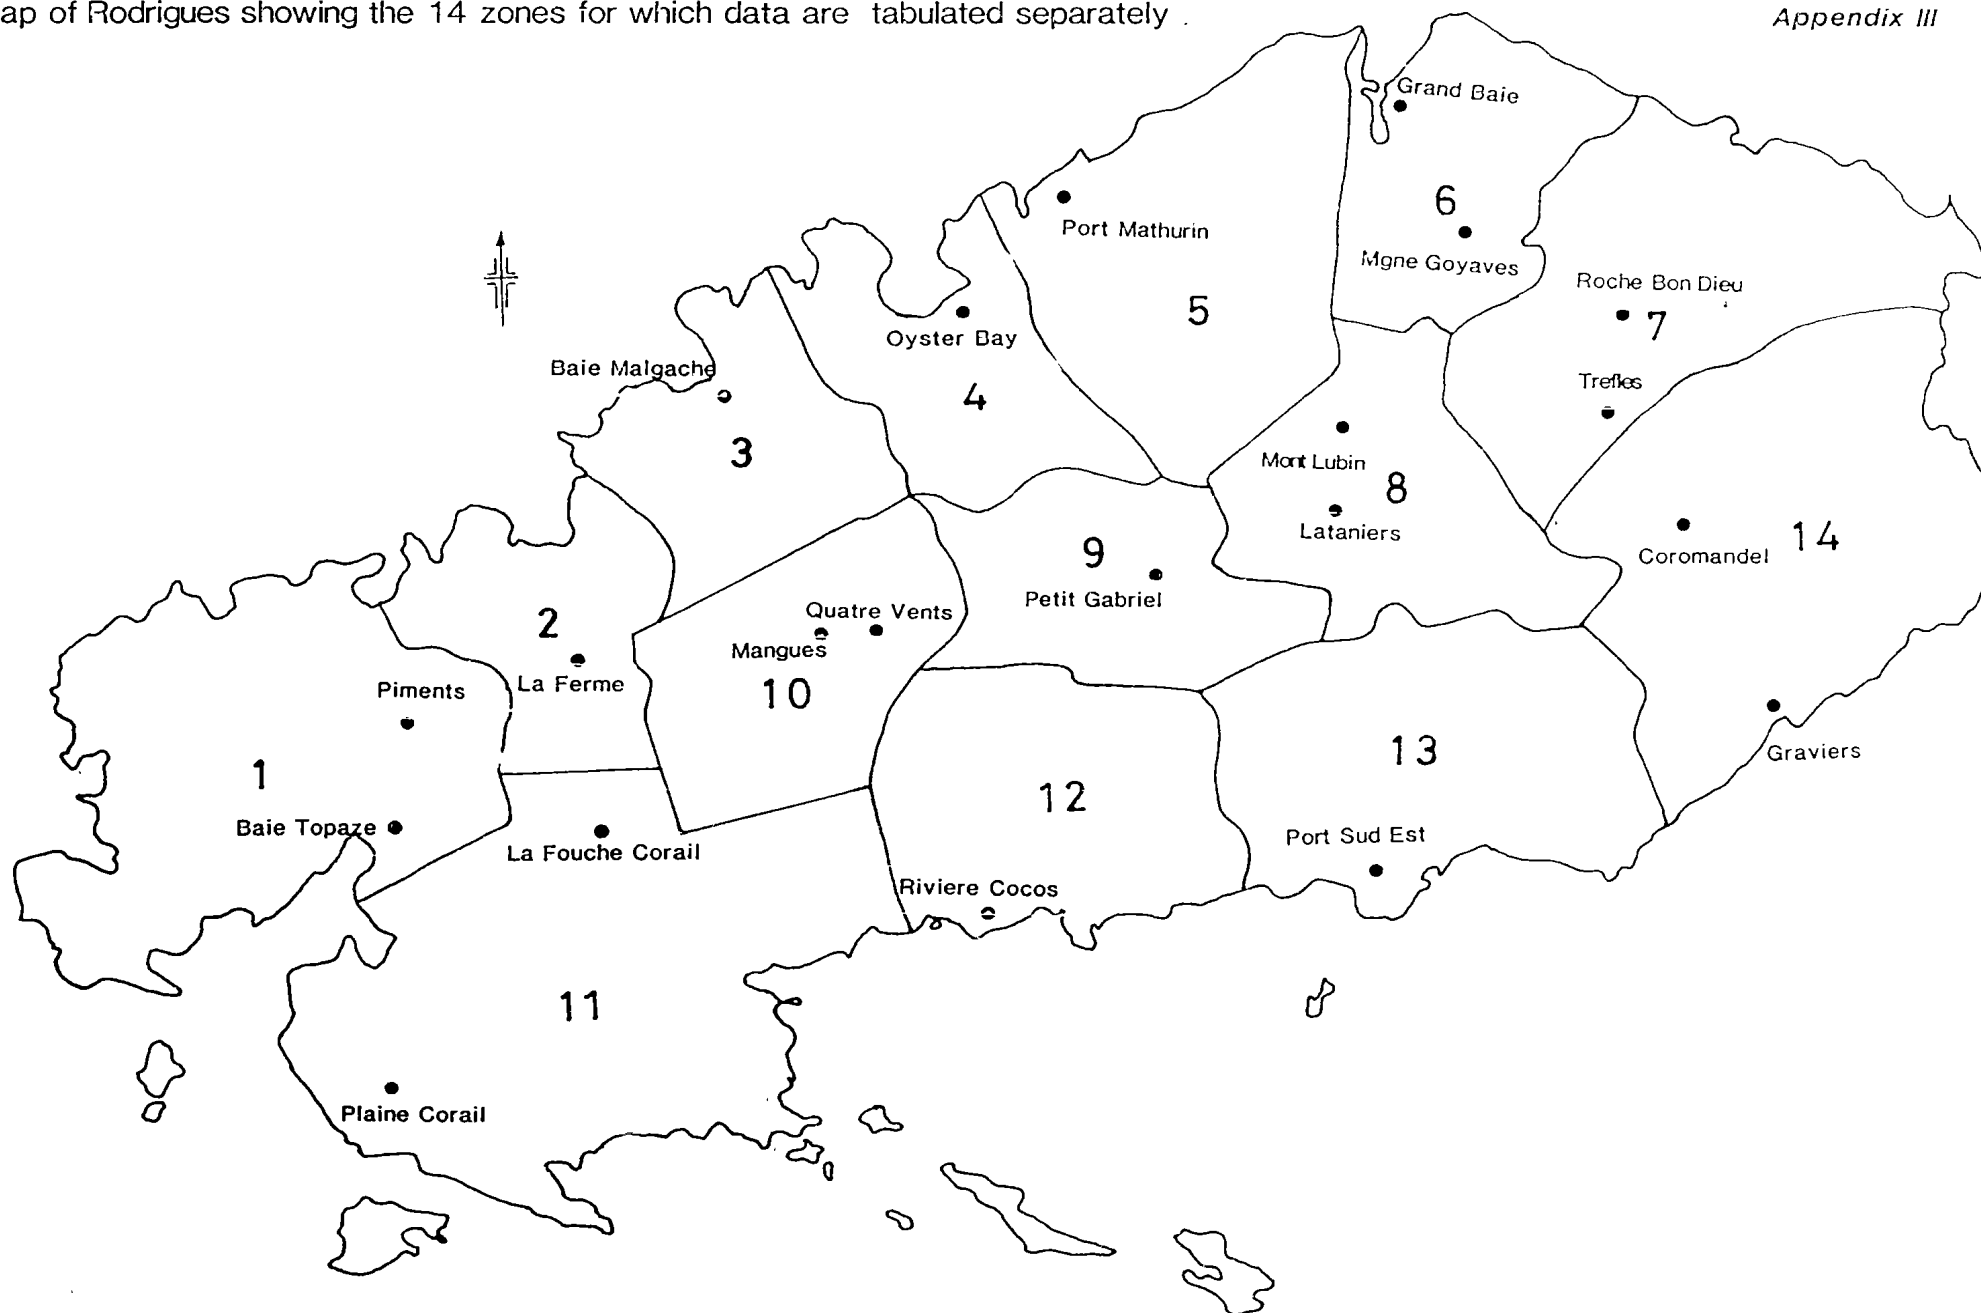 ap of Rodrigues showing the 14 zones for which data are tabulated separately .
Appendix III
Grand Baie
6
Port Mathurin
Mgne Goyaves
Roche Bon Dieu
5
7
Oyster Bay
Baie Malgache
Trefles
4
3
Mont Lubin
8
Lataniers
14
Coromandel
9
Petit Gabriel
Quatre Vents
2
Mangues
La Ferme
Piments
10
13
Graviers
1
12
Baie Topaze
Port Sud Est
La Fouche Corail
Riviere Cocos
11
Plaine Corail